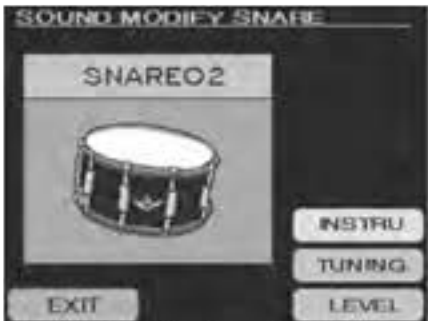 SOUND MODIFY SNARE
SNARE02
INSTRU
TUNING
EXIT
LEVEL